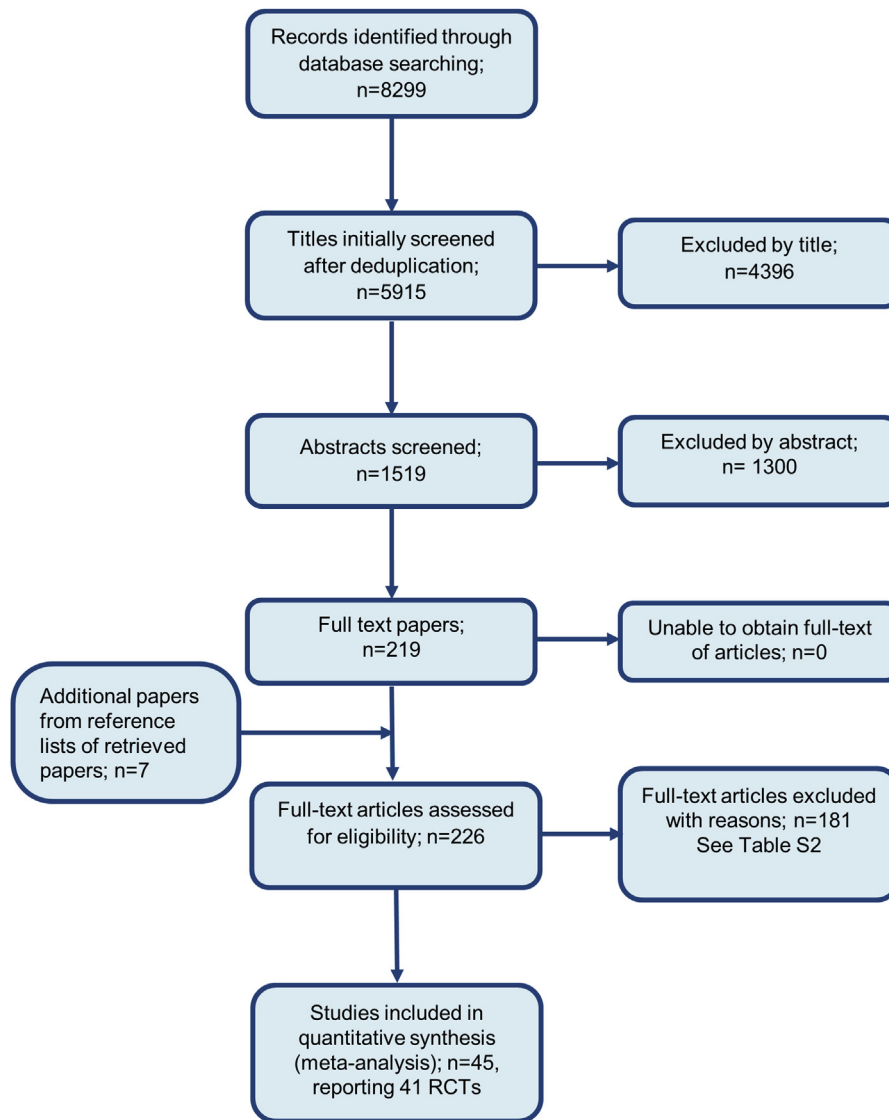 Records identified through
database searching;
n=8299
Titles initially screened
after deduplication;
n=5915
Excluded by title;
n=4396
Abstracts screened;
n=1519
Excluded by abstract;
n= 1300
Full text papers;
n=219
Unable to obtain full-text
of articles; n=0
Additional papers
from reference
lists of retrieved
papers; n=7
Full-text articles assessed
for eligibility; n=226
Full-text articles excluded
with reasons; n=181
See Table S2
Studies included in
quantitative synthesis
(meta-analysis); n=45,
reporting 41 RCTs